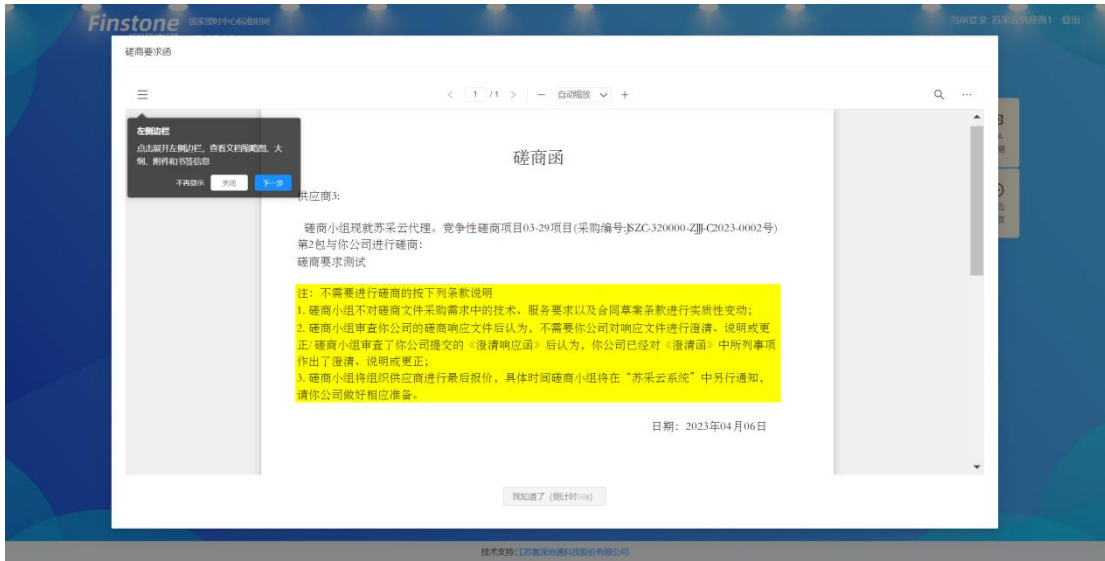 Finstone 国家授时中心标准时间
当前登录: 苏采云供应商1 登出
磋商要求函
1 /1 自动缩放
左侧边栏
点击展开左侧边栏，查看文档缩略图、大
纲、附件和书签信息
不再显示 关闭 下一步
磋商函
供应商3:
磋商小组现就苏采云代理。竞争性磋商项目03-29项目(采购编号:JSZC-320000-ZJJJ-C2023-0002号)
第2包与你公司进行磋商：
磋商要求测试
注：不需要进行磋商的按下列条款说明
1. 磋商小组不对磋商文件采购需求中的技术、服务要求以及合同草案条款进行实质性变动；
2. 磋商小组审查你公司的磋商响应文件后认为，不需要你公司对响应文件进行澄清、说明或更
正/ 磋商小组审查了你公司提交的《澄清响应函》后认为，你公司已经对《澄清函》中所列事项
作出了澄清、说明或更正；
3. 磋商小组将组织供应商进行最后报价，具体时间磋商小组将在“苏采云系统”中另行通知，
请你公司做好相应准备。
日期：2023年04月06日
我知道了 (倒计时
技术支持:江苏富深协通科技股份有限公司